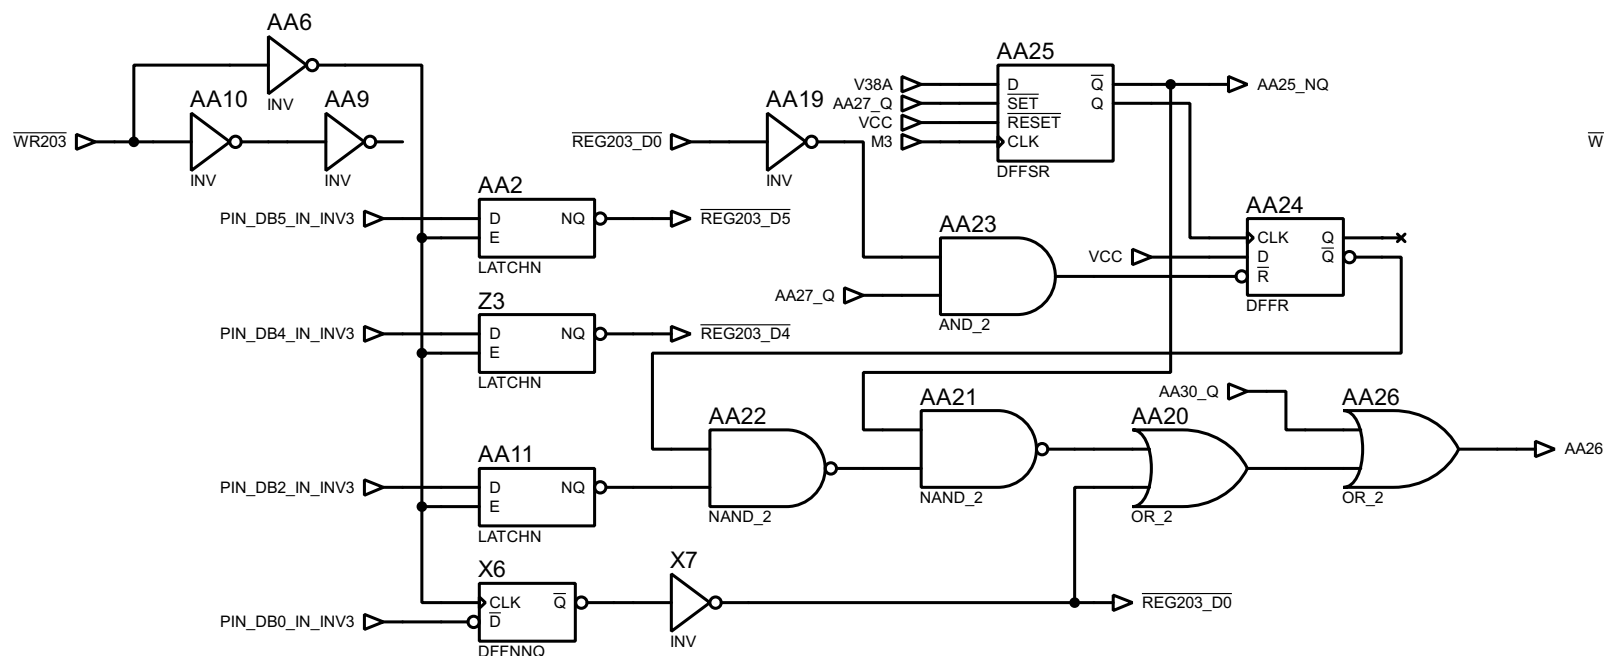 AA6
INV
AA10
INV
AA9
INV
WR203
AA19
INV
REG203_D0
V38A
AA27_Q
VCC
M3
AA25
D
SET
RESET
CLK
Q
Q
DFFSR
AA25_NQ
W
PIN_DB5_IN_INV3
AA2
D
E
NQ
LATCHN
REG203_D5
AA23
AND_2
AA27_Q
VCC
AA24
CLK
D
R
Q
Q
DFFR
PIN_DB4_IN_INV3
Z3
D
E
NQ
LATCHN
REG203_D4
AA22
NAND_2
AA21
NAND_2
AA30_Q
AA20
OR_2
AA26
OR_2
AA26
PIN_DB2_IN_INV3
AA11
D
E
NQ
LATCHN
PIN_DB0_IN_INV3
X6
CLK
D
Q
DFFNNQ
X7
INV
REG203_D0